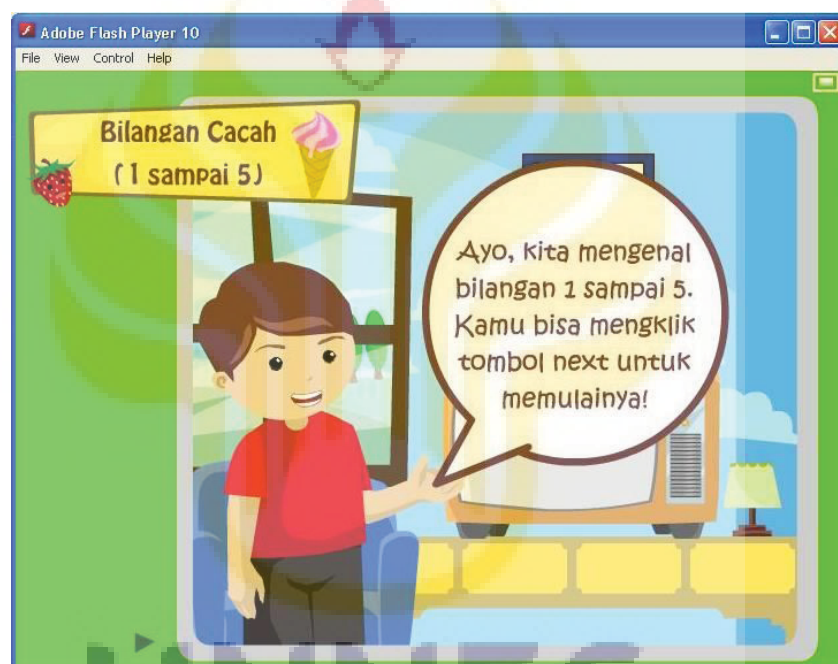 Adobe Flash Player 10
File View Control Help
Bilangan Cacah
(1 sampai 5)
Ayo, kita mengenal
bilangan 1 sampai 5.
Kamu bisa mengklik
tombol next untuk
memulainya!